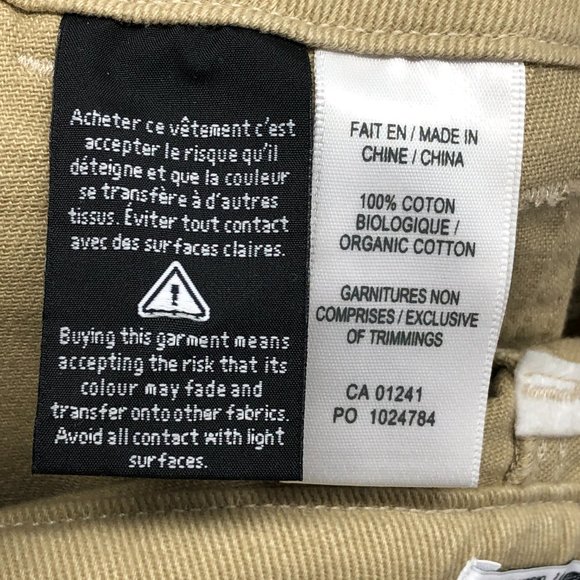 Acheter ce vêtement c'est
accepter le risque qu'il
déteigne et que la couleur
se transfère à d'autres
tissus. Éviter tout contact
avec des surfaces claires.
Buying this garment means
accepting the risk that its
colour may fade and
transfer onto other fabrics.
Avoid all contact with light
surfaces.
FAIT EN / MADE IN
CHINE / CHINA
100% COTON
BIOLOGIQUE /
ORGANIC COTTON
GARNITURES NON
COMPRISES / EXCLUSIVE
OF TRIMMINGS
CA 01241
PO 1024784